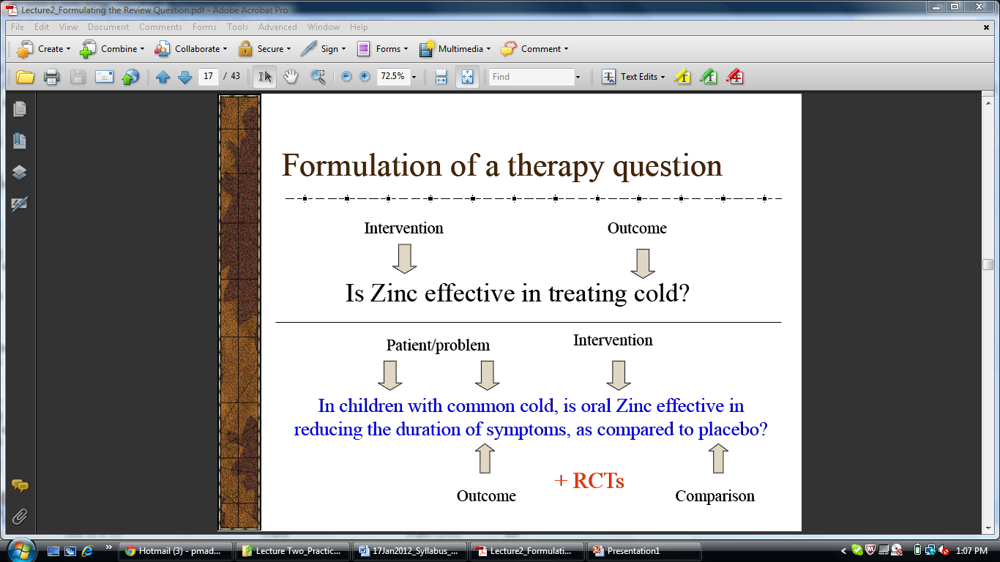 Lecture2_Formulating the Review Question.pdf - Adobe Acrobat Pro
File Edit View Document Comments Forms Tools Advanced Window Help
Create Combine Collaborate Secure Sign Forms Multimedia Comment
17 / 43 72.5% Find Text Edits
Formulation of a therapy question
Intervention Outcome
Is Zinc effective in treating cold?
Patient/problem Intervention
In children with common cold, is oral Zinc effective in
reducing the duration of symptoms, as compared to placebo?
+ RCTs
Outcome Comparison
Hotmail (3) - pmad... Lecture Two_Practic... 17Jan2012_Syllabus_... Lecture2_Formulati... Presentation1 1:07 PM